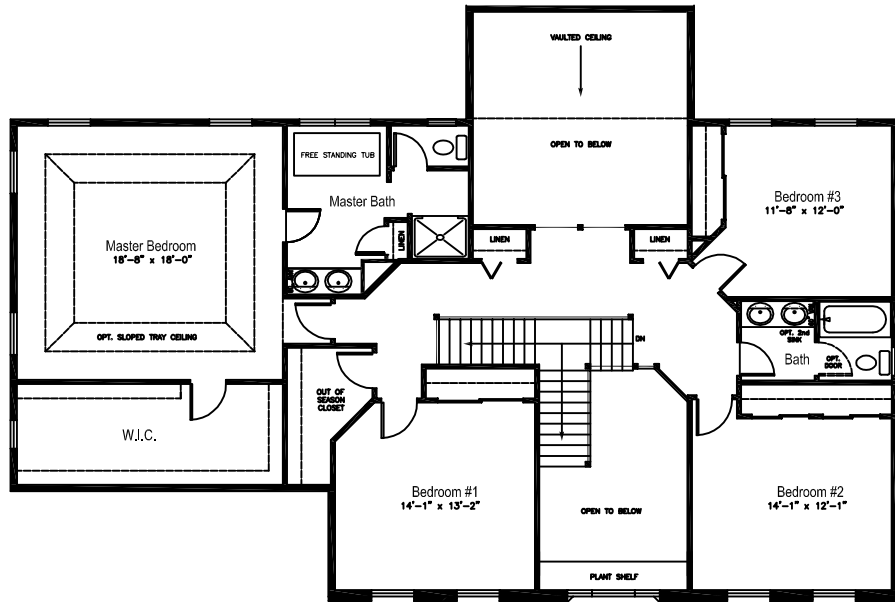 VAULTED CEILING
OPEN TO BELOW
FREE STANDING TUB
Master Bath
LINEN
LINEN
LINEN
Bedroom #3
11'-8" x 12'-0"
Master Bedroom
18'-8" x 18'-0"
OPT. SLOPED TRAY CEILING
DN
OPT. 2nd
SINK
Bath
OPT.
DOOR
OUT OF
SEASON
CLOSET
W.I.C.
Bedroom #1
14'-1" x 13'-2"
OPEN TO BELOW
PLANT SHELF
Bedroom #2
14'-1" x 12'-1"